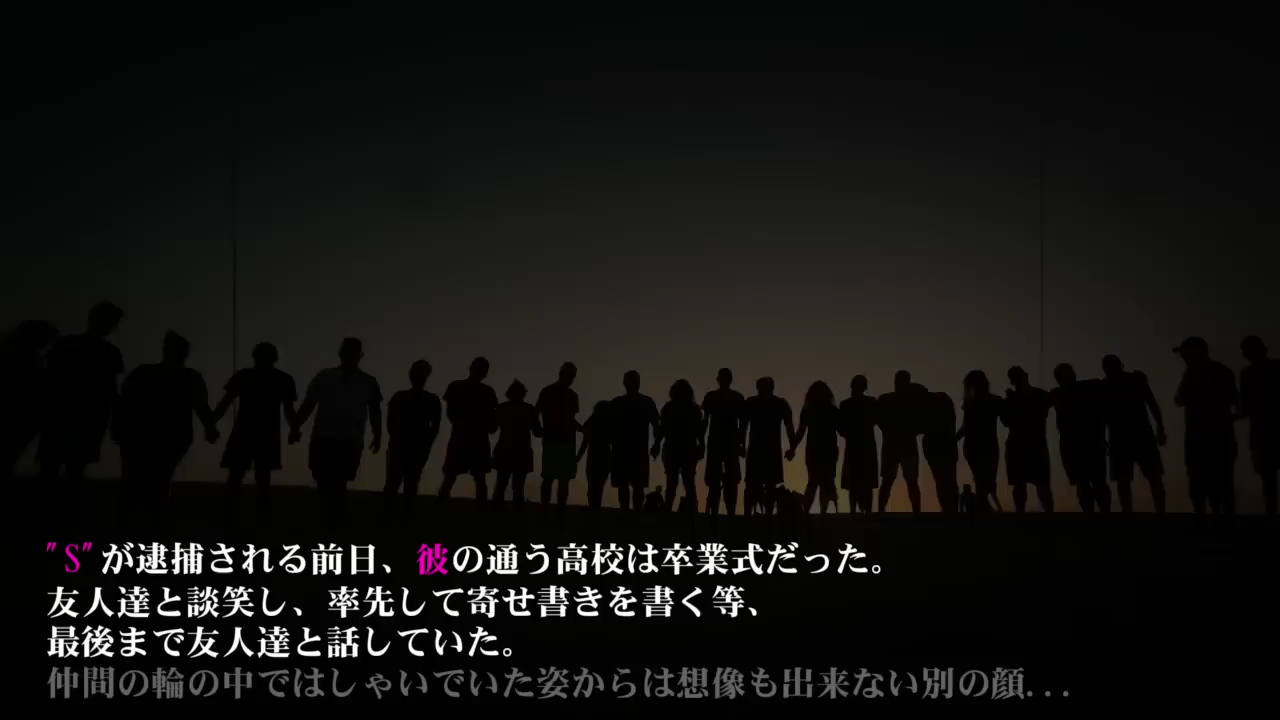 "S"が逮捕される前日、彼の通う高校は卒業式だった。
友人達と談笑し、率先して寄せ書きを書く等、
最後まで友人達と話していた。
仲間の輪の中ではしゃいでいた姿からは想像も出来ない別の顔...